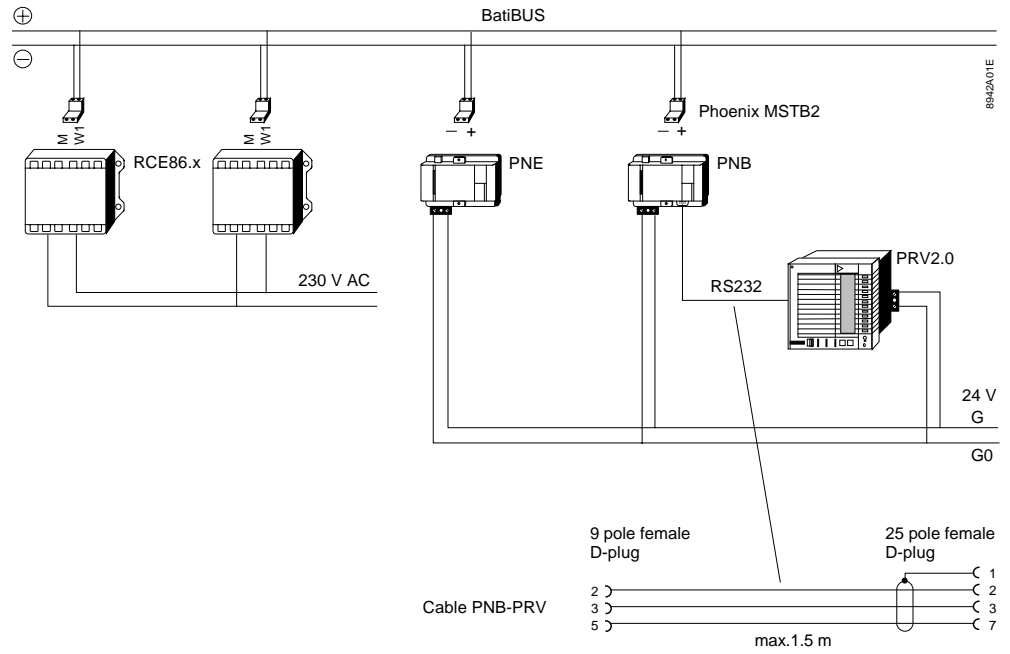 BatiBUS
8942A01E
Phoenix MSTB2
M
W1
M
W1
– +
– +
RCE86.x
PNE
PNB
PRV2.0
230 V AC
RS232
24 V
G
G0
9 pole female
D-plug
25 pole female
D-plug
1
2 2
3 3
5 7
Cable PNB-PRV
max.1.5 m